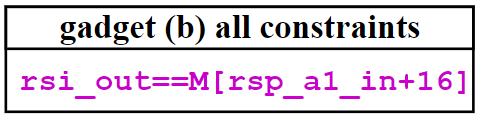 gadget (b) all constraints
rsi_out==M[rsp_a1_in+16]